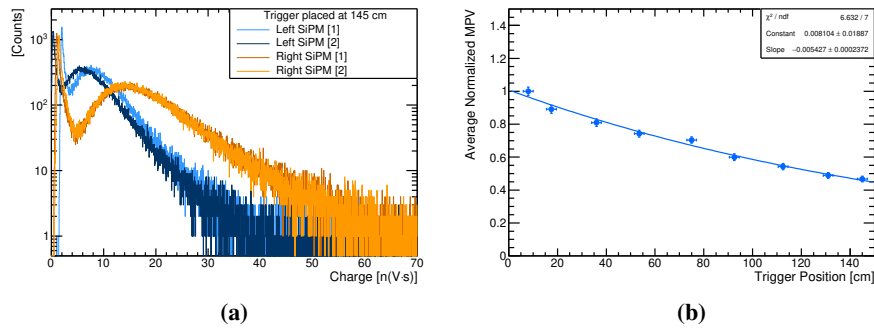 Trigger placed at 145 cm
Left SiPM [1]
Left SiPM [2]
Right SiPM [1]
Right SiPM [2]
[Counts]
10³
10²
10
1
0 10 20 30 40 50 60 70
Charge [n(V·s)]
(a)
χ² / ndf 6.632 / 7
Constant 0.008104 ± 0.01887
Slope −0.005427 ± 0.0002372
Average Normalized MPV
1.4
1.2
1
0.8
0.6
0.4
0.2
0
0 20 40 60 80 100 120 140
Trigger Position [cm]
(b)